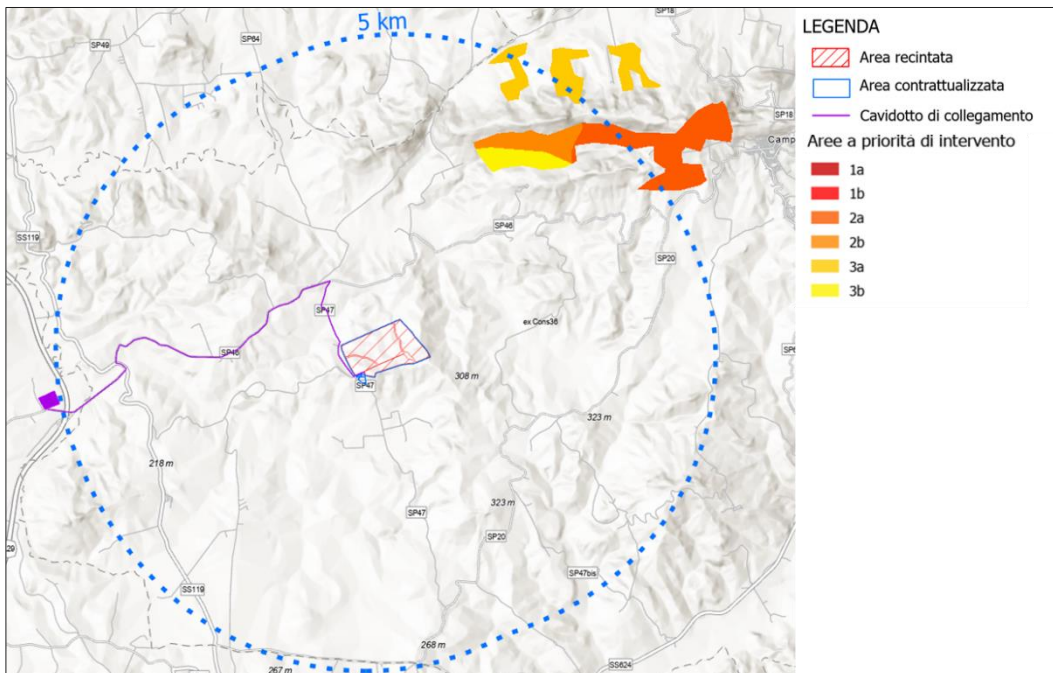 5 km
SP18
SP49
SP64
SP18
Camp
SS119
SP46
SP20
SP47
ex Cons36
SP46
SP47
308 m
323 m
218 m
323 m
SP47
SP20
29
SP47bis
SS119
268 m
267 m
SS624
LEGENDA
Area recintata
Area contrattualizzata
Cavidotto di collegamento
Aree a priorità di intervento
1a
1b
2a
2b
3a
3b